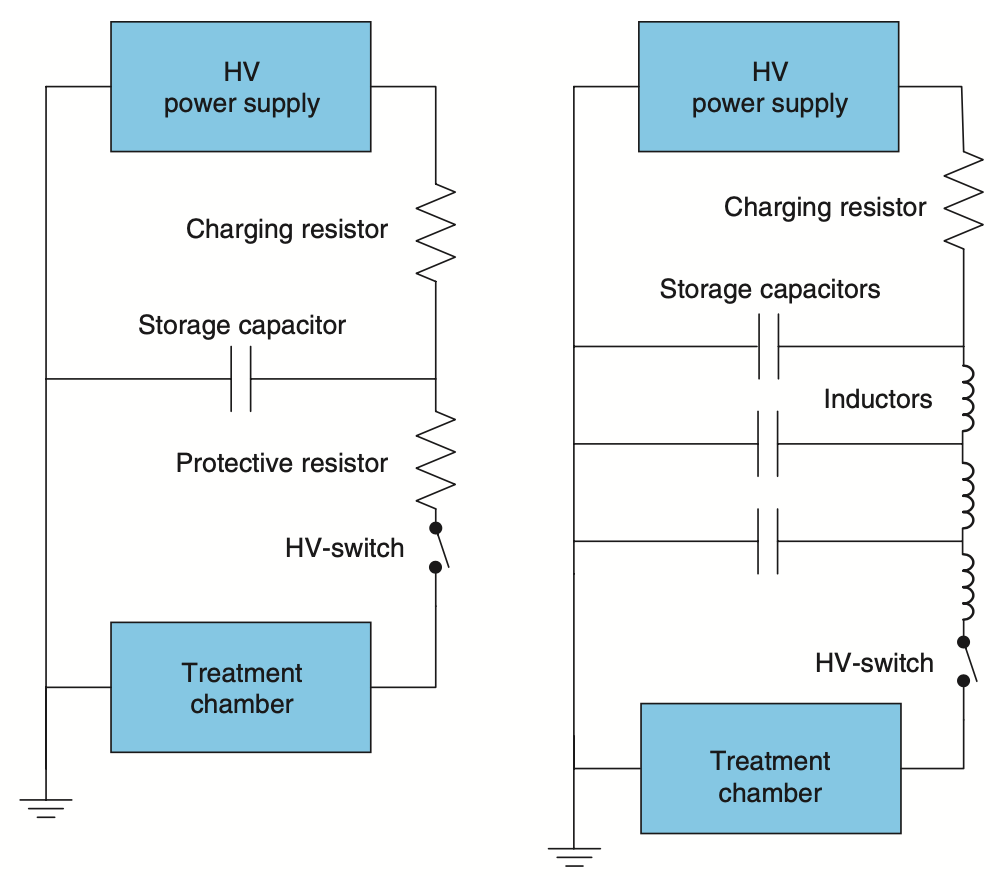 HV
power supply
Charging resistor
Storage capacitor
Protective resistor
HV-switch
Treatment
chamber
HV
power supply
Charging resistor
Storage capacitors
Inductors
HV-switch
Treatment
chamber